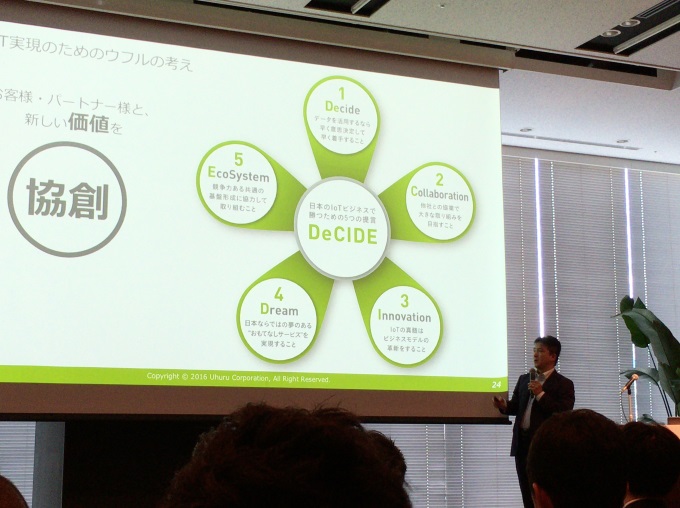 T実現のためのウフルの考え
お客様・パートナー様と、
新しい価値を
協創
1
Decide
データを活用するなら
早く意思決定して
早く着手すること
2
Collaboration
他社との協業で
大きな取り組みを
目指すこと
3
Innovation
IoTの真髄は
ビジネスモデルの
革新をすること
4
Dream
日本ならではの夢のある
"おもてなしサービス"を
実現すること
5
EcoSystem
競争力ある共通の
基盤形成に協力して
取り組むこと
日本のIoTビジネスで
勝つための5つの提言
DeCIDE
Copyright © 2016 Uhuru Corporation, All Right Reserved.
24